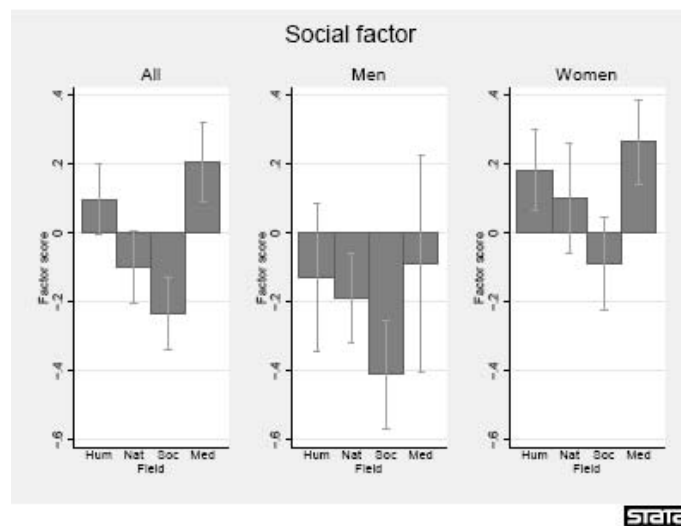 Social factor
All
Men
Women
Factor score
.4
.2
0
-.2
-.4
-.6
Hum Nat Soc Med
Field
Factor score
.4
.2
0
-.2
-.4
-.6
Hum Nat Soc Med
Field
Factor score
.4
.2
0
-.2
-.4
-.6
Hum Nat Soc Med
Field
STATA